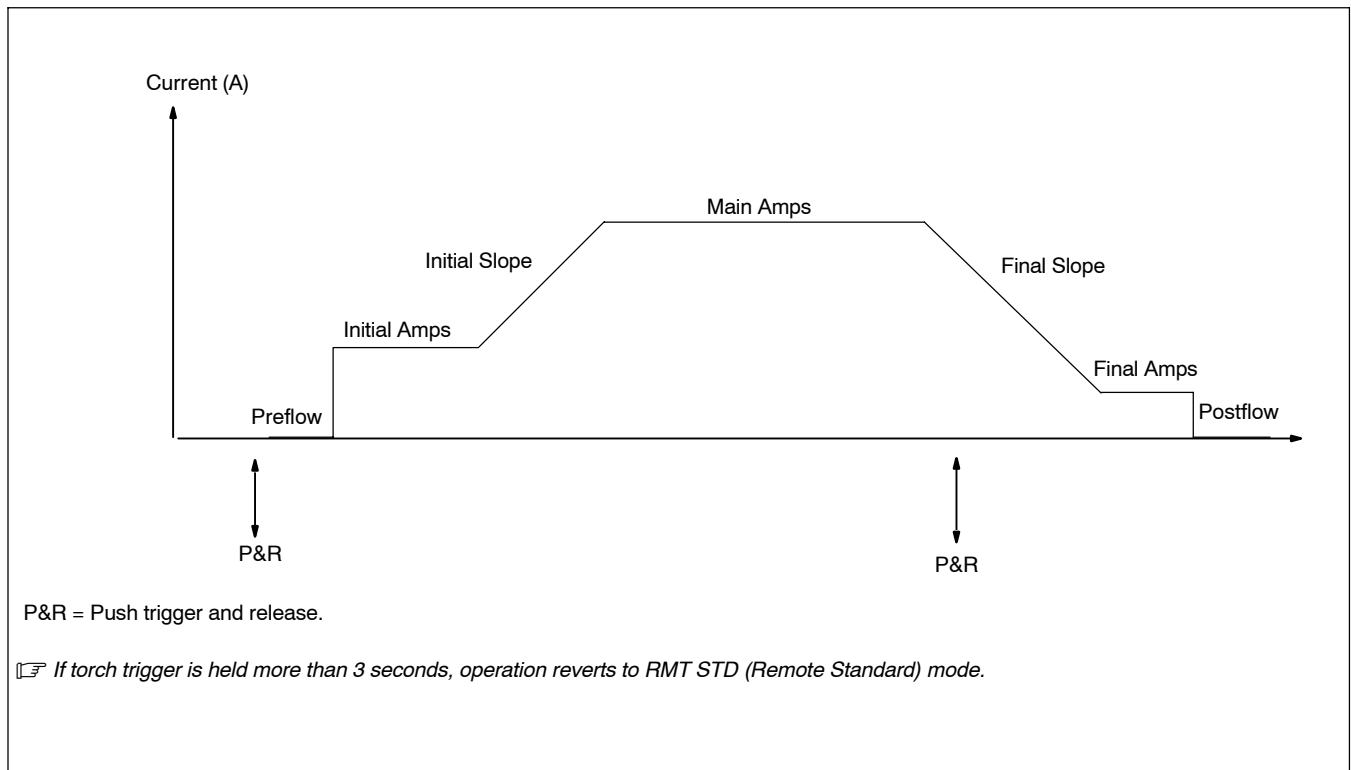 Current (A)
Main Amps
Initial Slope
Final Slope
Initial Amps
Final Amps
Preflow
Postflow
P&R
P&R
P&R = Push trigger and release.
If torch trigger is held more than 3 seconds, operation reverts to RMT STD (Remote Standard) mode.